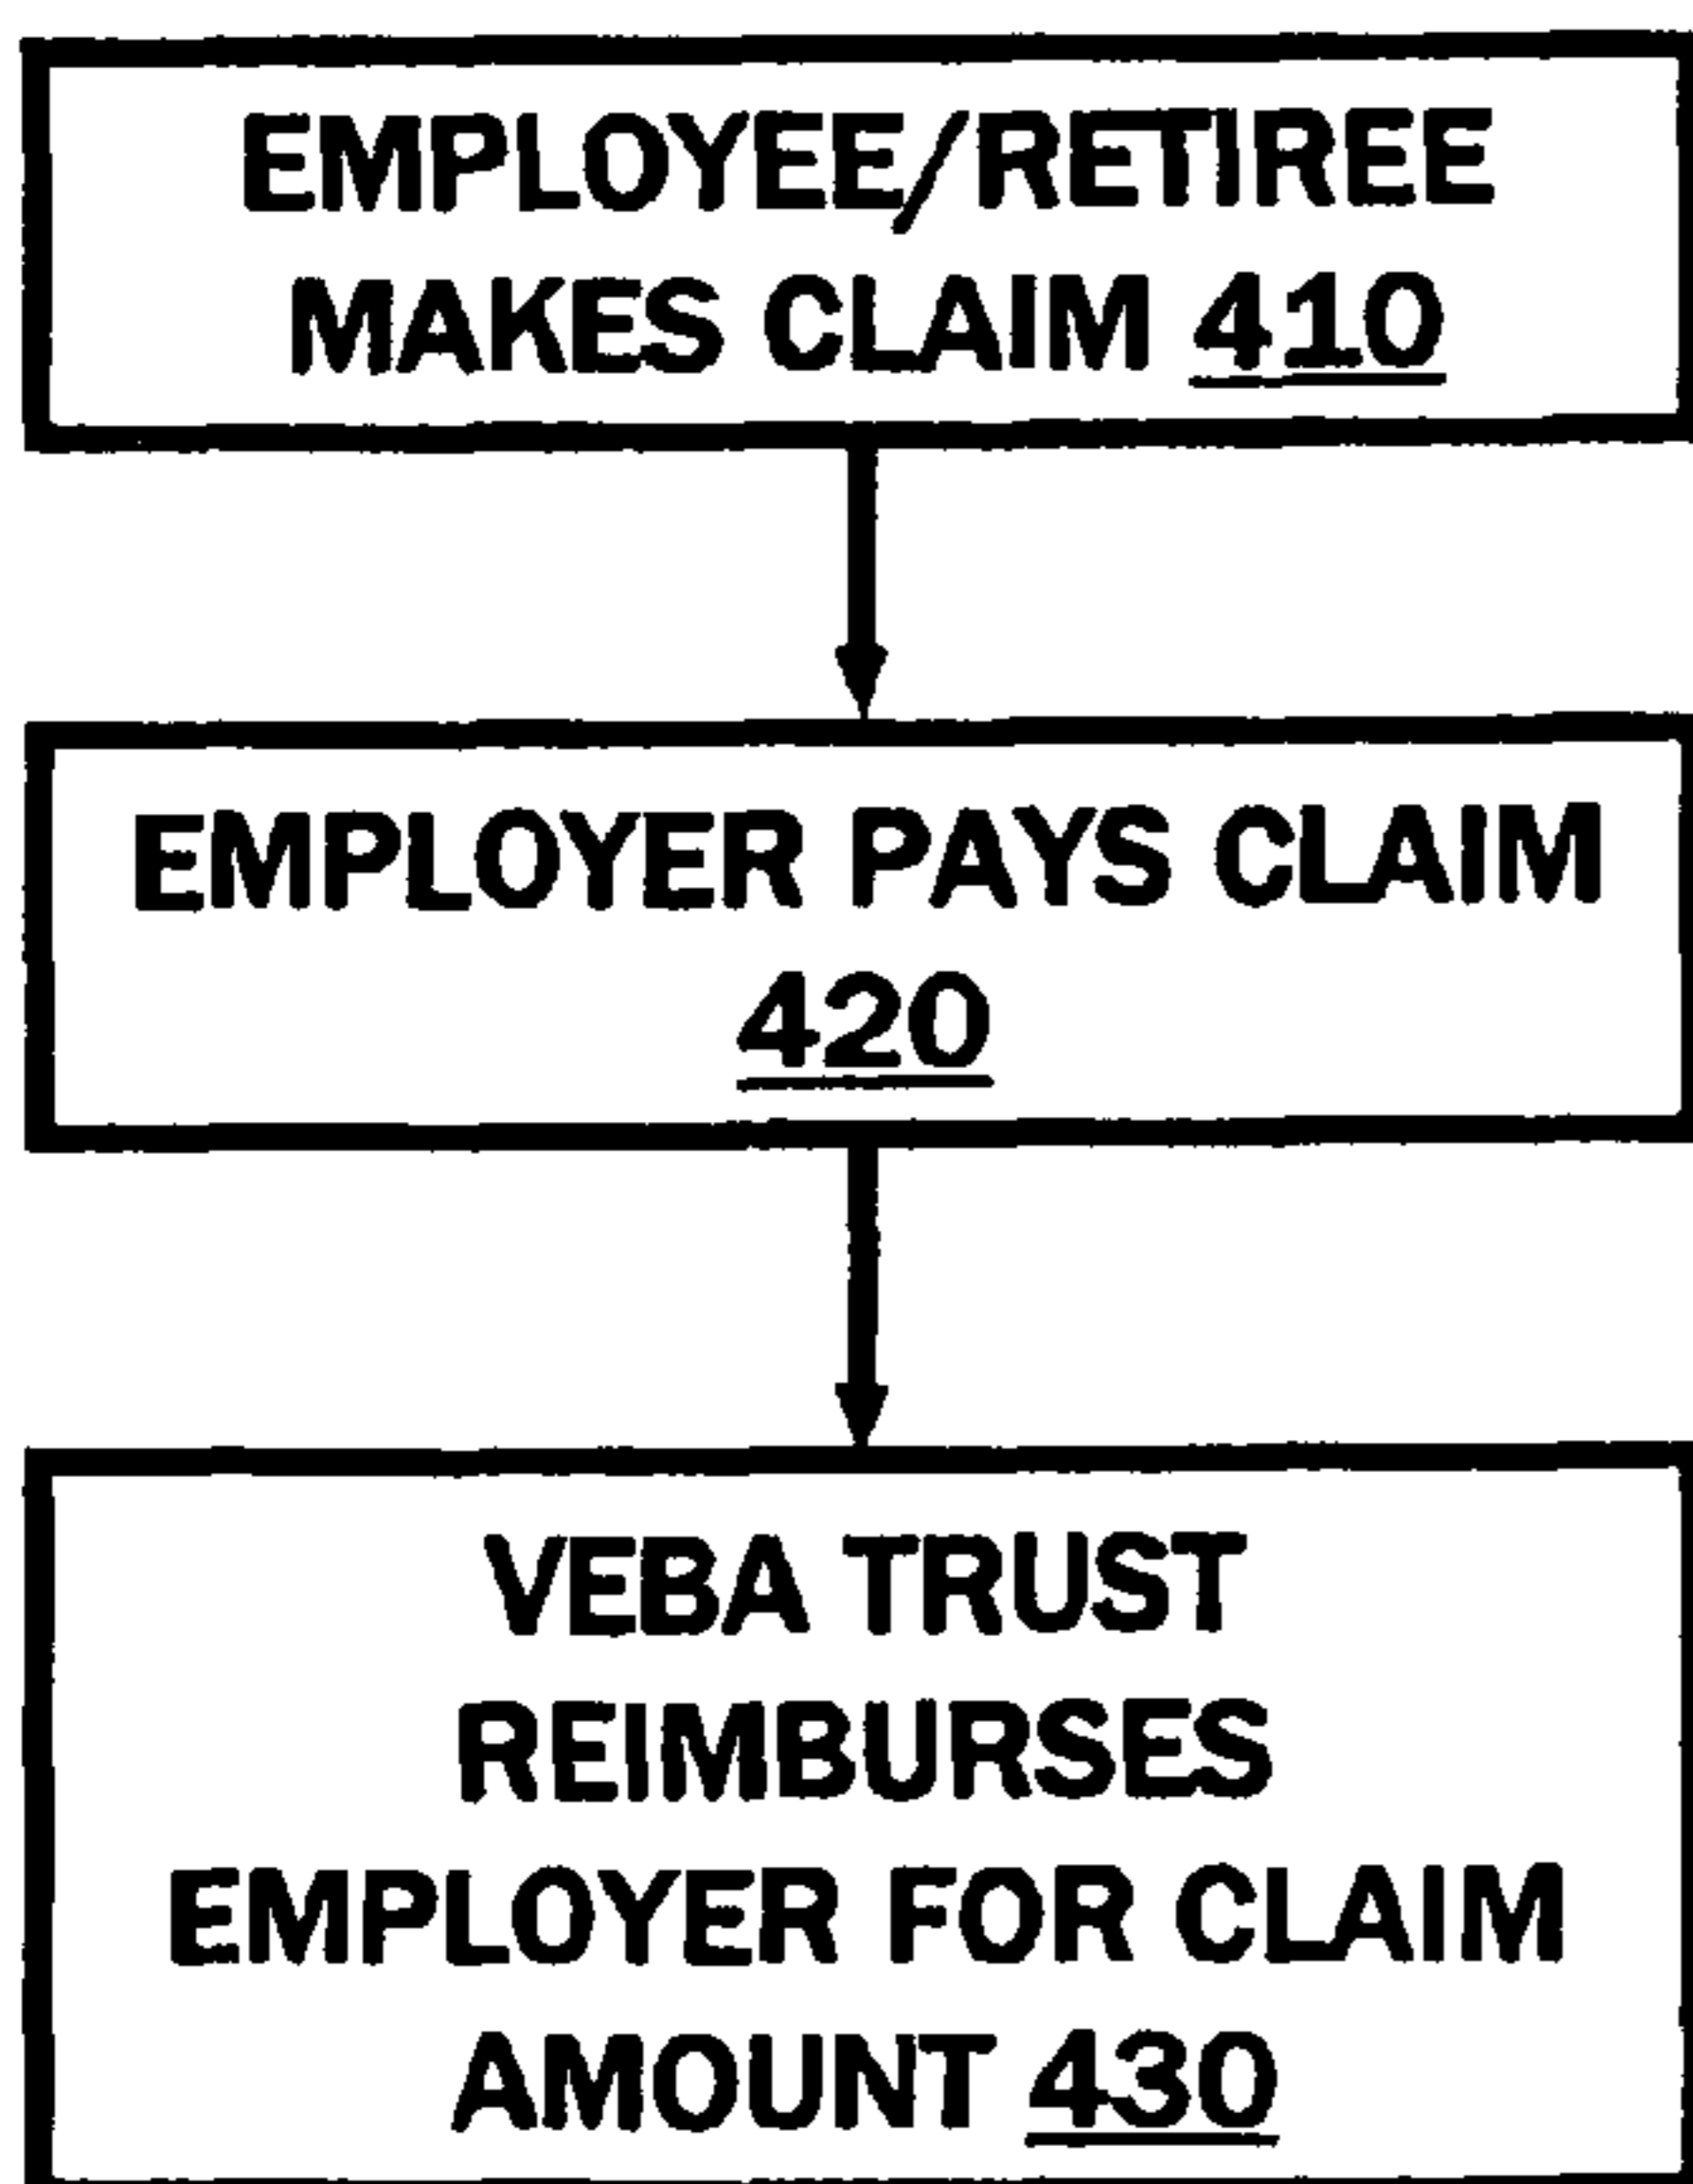 EMPLOYEE/RETIREE
MAKES CLAIM 410
EMPLOYER PAYS CLAIM
420
VEBA TRUST
REIMBURSES
EMPLOYER FOR CLAIM
AMOUNT 430